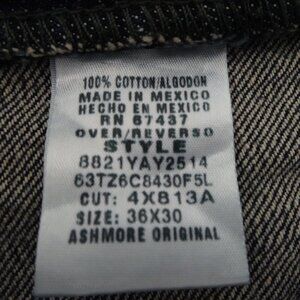 100% COTTON/ALGODON
MADE IN MEXICO
HECHO EN MEXICO
RN 67437
OVER/REVERSO
STYLE
8821YAY2514
63TZ6C8430F5L
CUT: 4X813A
SIZE: 36X30
ASHMORE ORIGINAL